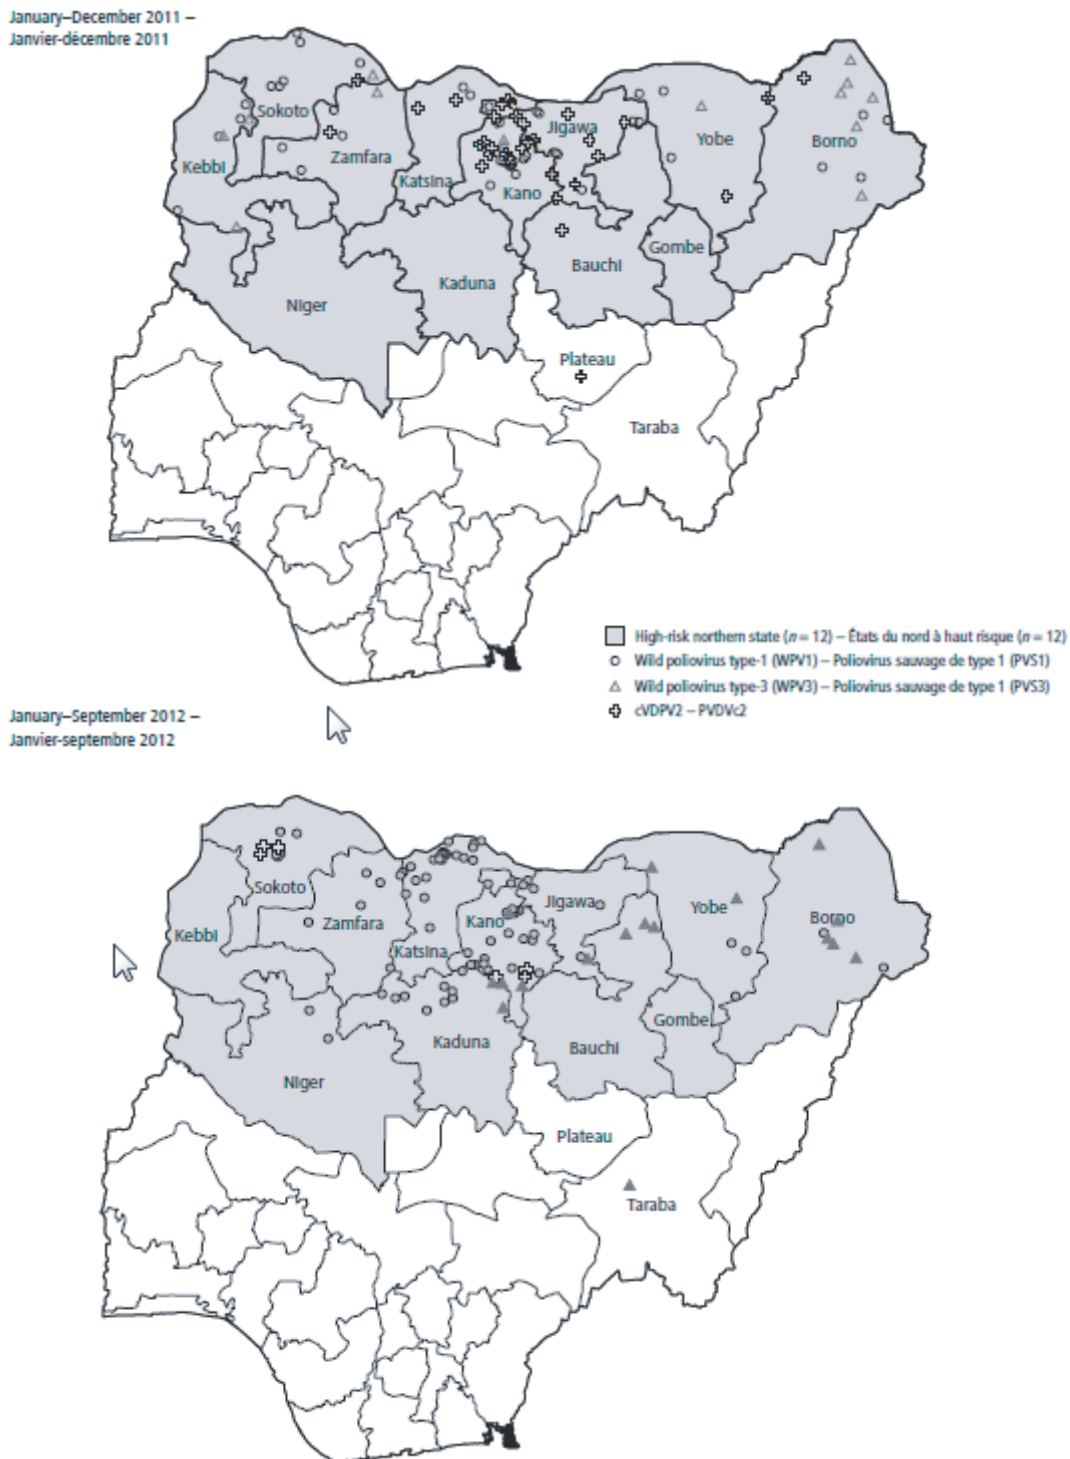 January–December 2011 –
Janvier-décembre 2011
Sokoto
Kebbi
Zamfara
Katsina
Kano
Jigawa
Yobe
Borno
Gombe
Bauchi
Kaduna
Niger
Plateau
Taraba
High-risk northern state (n = 12) – États du nord à haut risque (n = 12)
Wild poliovirus type-1 (WPV1) – Poliovirus sauvage de type 1 (PVS1)
Wild poliovirus type-3 (WPV3) – Poliovirus sauvage de type 1 (PVS3)
cVDPV2 – PVDVc2
January–September 2012 –
Janvier-septembre 2012
Sokoto
Kebbi
Zamfara
Katsina
Kano
Jigawa
Yobe
Borno
Gombe
Bauchi
Kaduna
Niger
Plateau
Taraba